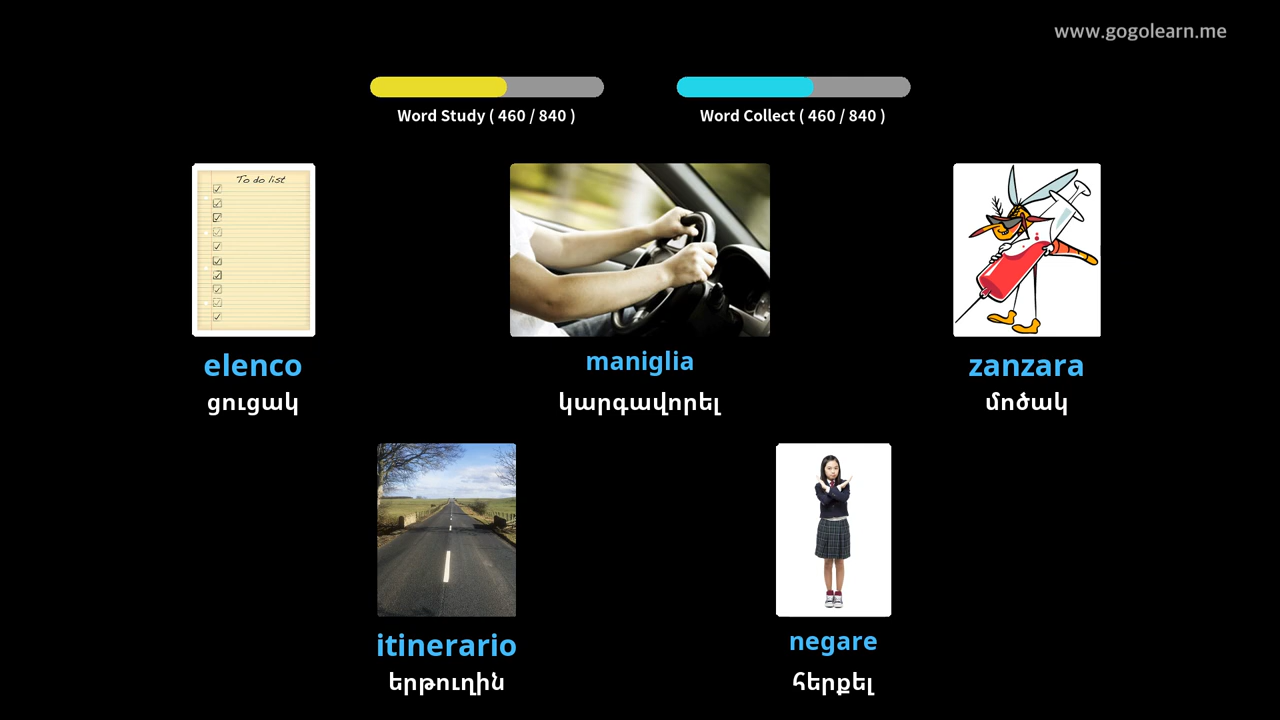 www.gogolearn.me
Word Study ( 460 / 840 )
Word Collect ( 460 / 840 )
To do list
elenco
ցուցակ
maniglia
կարգավորել
zanzara
մոծակ
itinerario
երթուղին
negare
հերքել